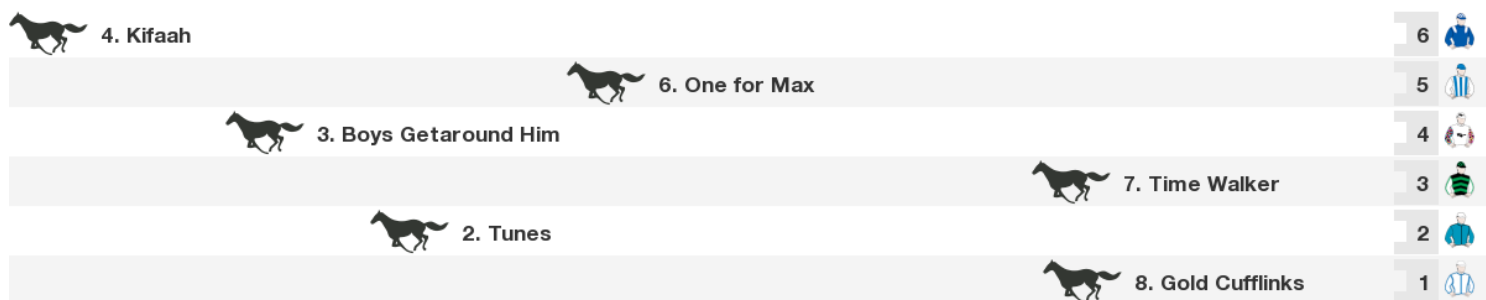 4. Kifaah 6
6. One for Max 5
3. Boys Getaround Him 4
7. Time Walker 3
2. Tunes 2
8. Gold Cufflinks 1